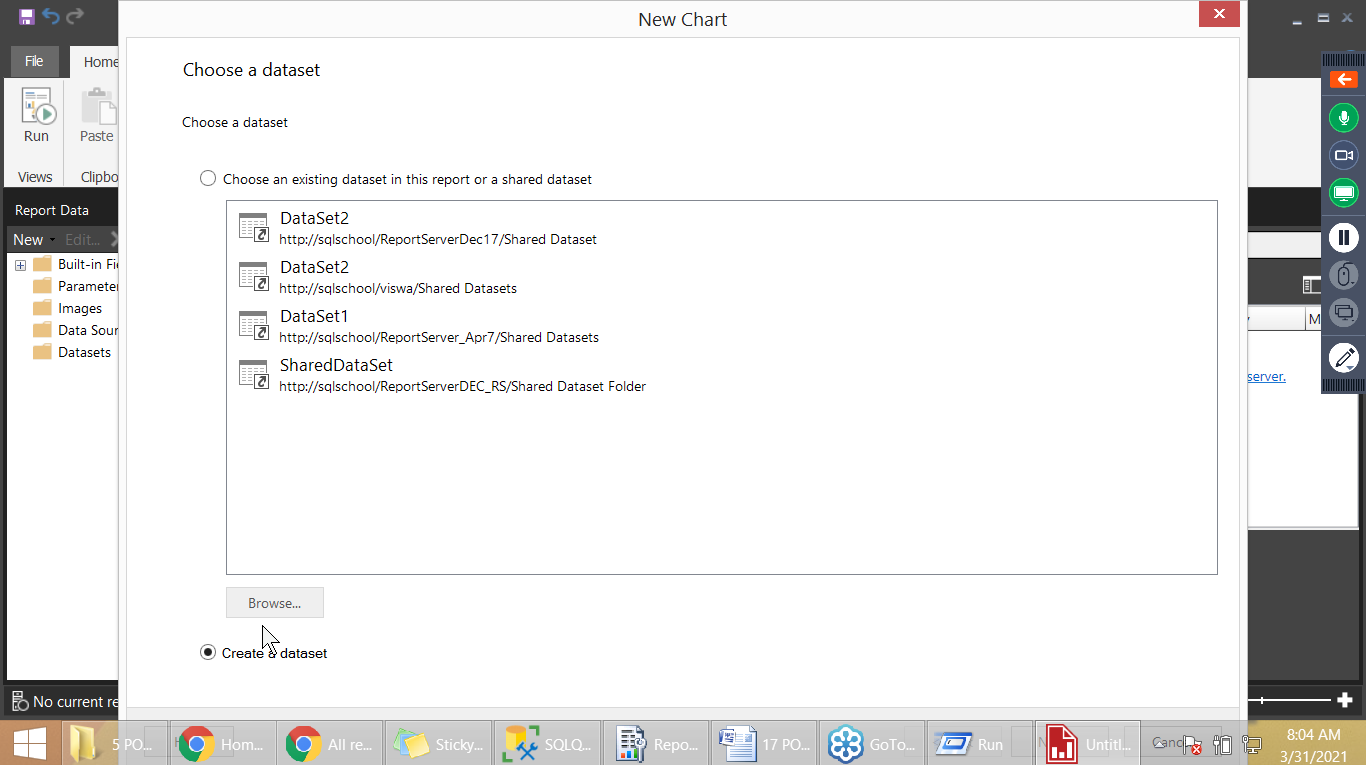 New Chart
File
Home
Choose a dataset
Choose a dataset
Run
Paste
Views
Clipbo
Choose an existing dataset in this report or a shared dataset
Report Data
New
Edit...
DataSet2
http://sqlschool/ReportServerDec17/Shared Dataset
Built-in Fi
DataSet2
http://sqlschool/viswa/Shared Datasets
Parameter
Images
DataSet1
http://sqlschool/ReportServer_Apr7/Shared Datasets
Data Sour
Datasets
SharedDataSet
http://sqlschool/ReportServerDEC_RS/Shared Dataset Folder
server.
Browse...
Create a dataset
No current re
5 PO...
Hom...
All re...
Sticky...
SQLQ...
Repo...
17 PO...
GoTo...
Run
Untitl...
Canc
8:04 AM
3/31/2021